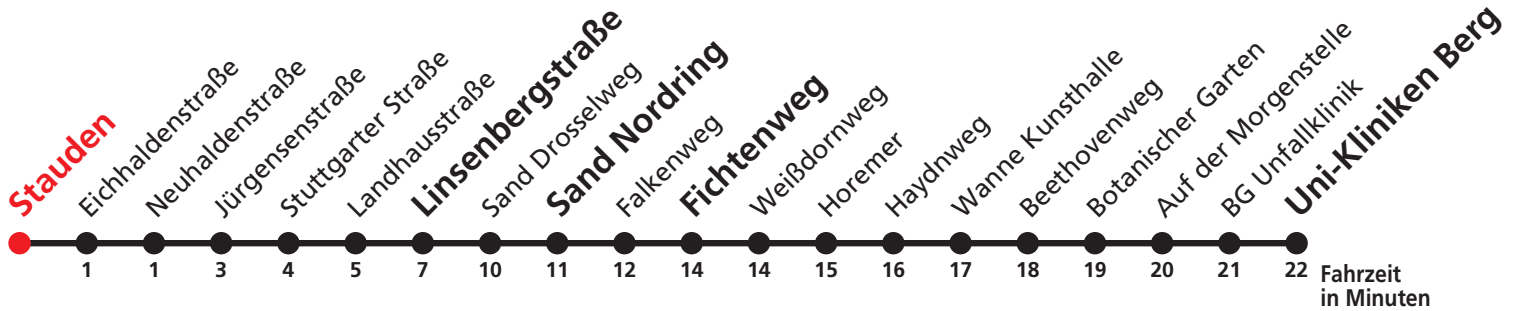 Stauden
Eichhaldenstraße
Neuhaldenstraße
Jürgensenstraße
Stuttgarter Straße
Landhausstraße
Linsenbergstraße
Sand Drosselweg
Sand Nordring
Falkenweg
Fichtenweg
Weißdornweg
Horemer
Haydnweg
Wanne Kunsthalle
Beethovenweg
Botanischer Garten
Auf der Morgenstelle
BG Unfallklinik
Uni-Kliniken Berg
1 1 3 4 5 7 10 11 12 14 14 15 16 17 18 19 20 21 22
Fahrzeit
in Minuten